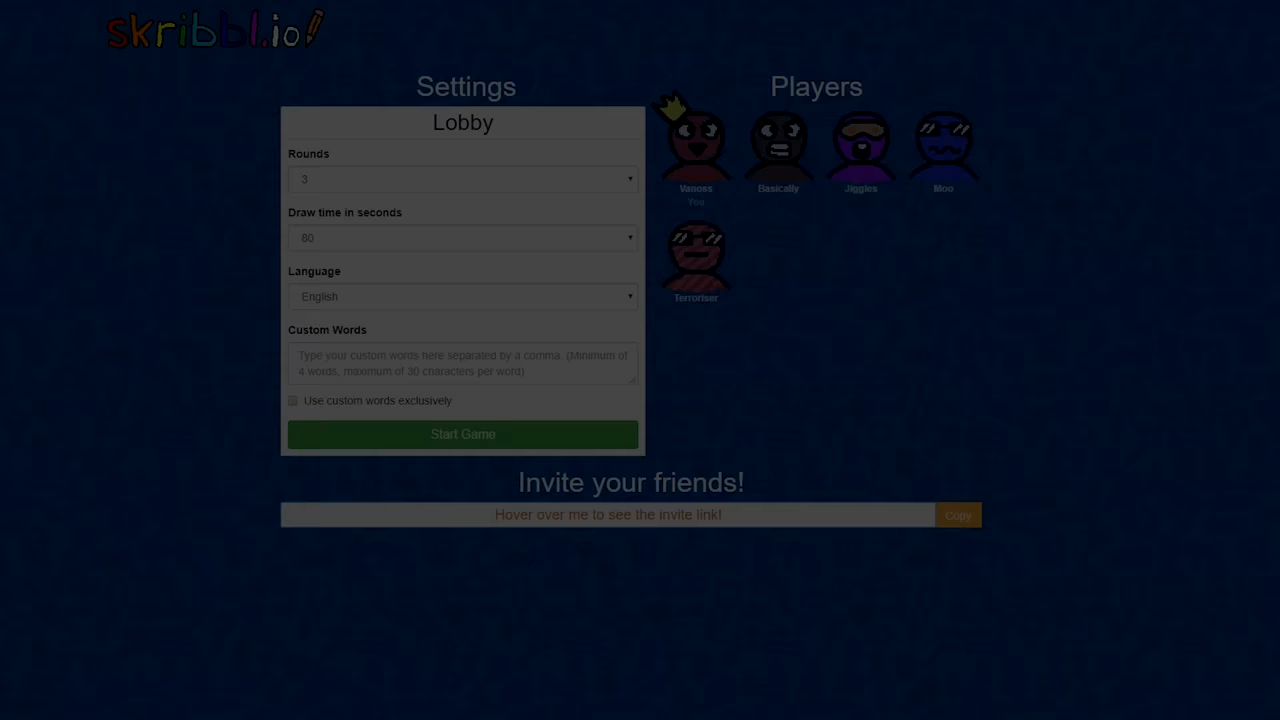 skribbl.io
Settings
Players
Lobby
Rounds
3
Draw time in seconds
80
Language
English
Custom Words
Type your custom words here separated by a comma. (Minimum of
4 words, maximum of 30 characters per word)
Use custom words exclusively
Start Game
Vanoss
You
Basically
Jiggles
Moo
Terroriser
Invite your friends!
Hover over me to see the invite link!
Copy